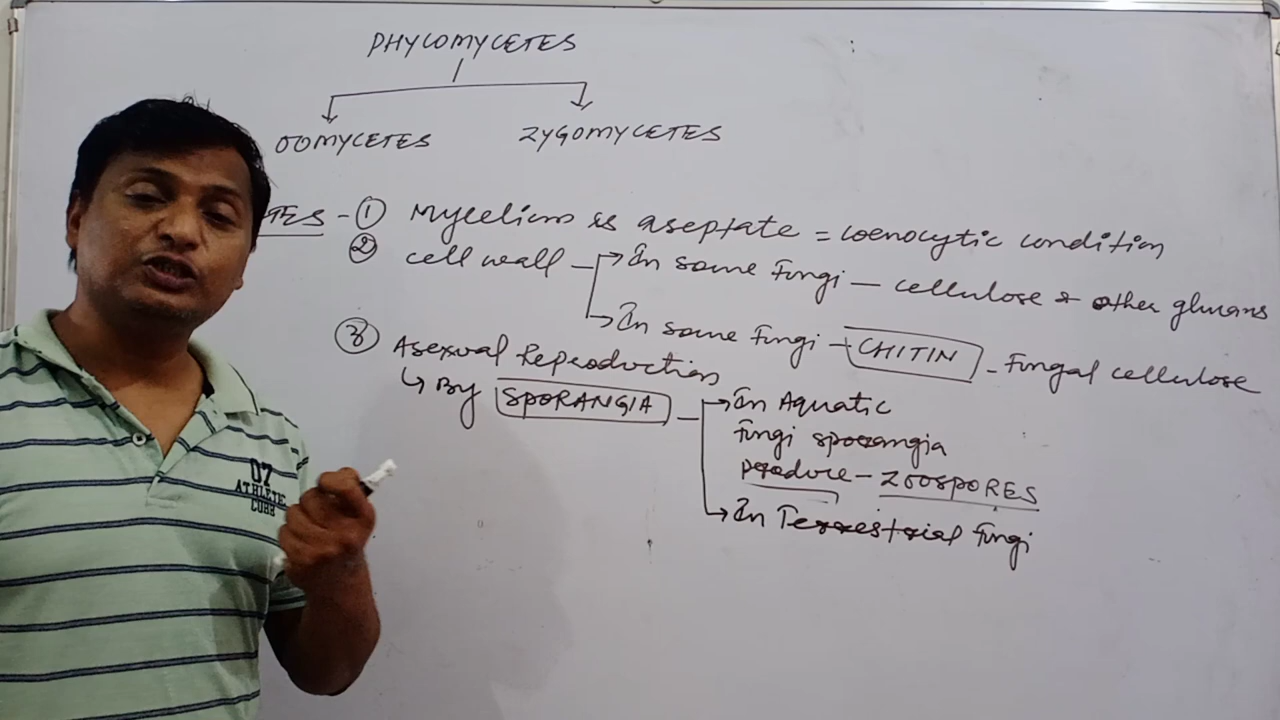 PHYCOMYCETES
OOMYCETES ZYGOMYCETES
TES - ① Mycelium is aseptate = coenocytic condition
② cell wall → In some Fungi – cellulose & other glucans
→ In some Fungi – CHITIN - Fungal cellulose
③ Asexual Reproduction
↳ By SPORANGIA → In Aquatic
Fungi sporangia
produce – ZOOSPORES
→ In Terrestrial Fungi
07
ATHLETIC
CORB